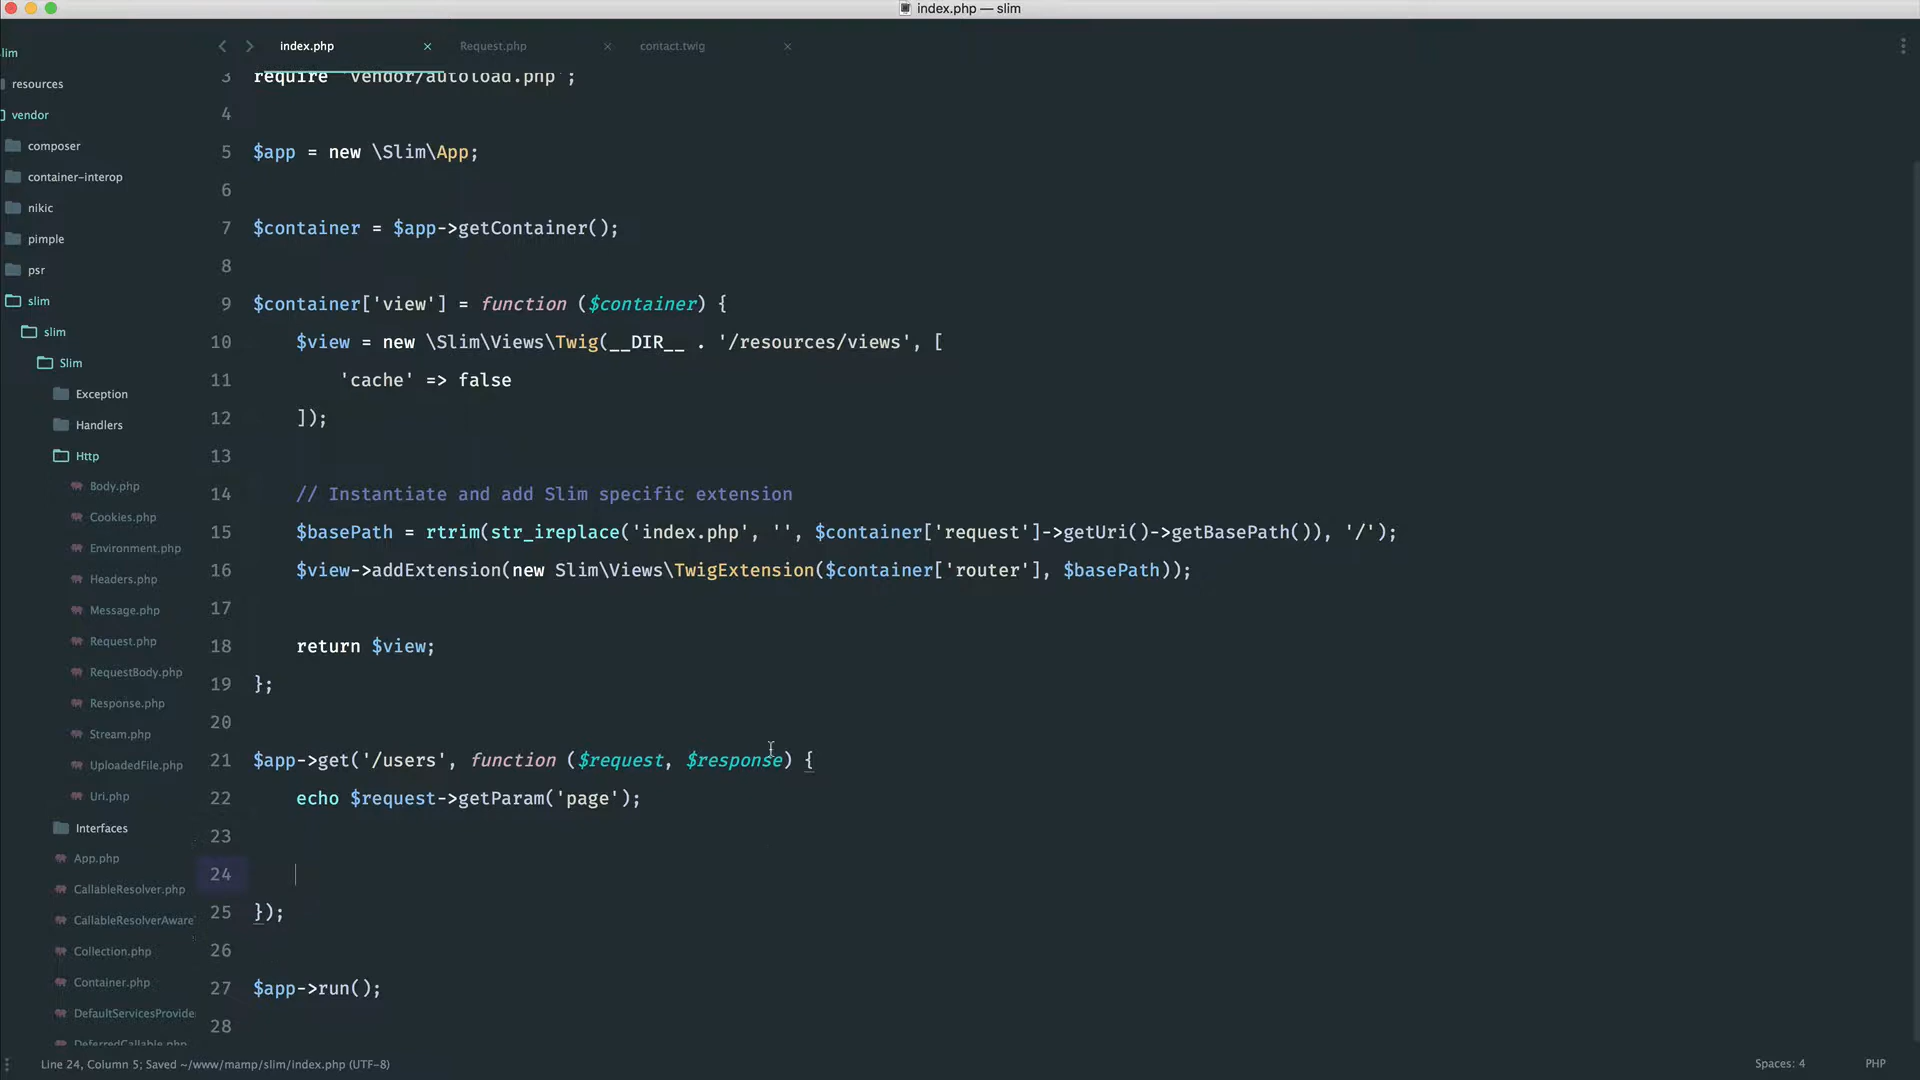 index.php — slim
slim
resources
vendor
composer
container-interop
nikic
pimple
psr
slim
slim
Slim
Exception
Handlers
Http
Body.php
Cookies.php
Environment.php
Headers.php
Message.php
Request.php
RequestBody.php
Response.php
Stream.php
UploadedFile.php
Uri.php
Interfaces
App.php
CallableResolver.php
CallableResolverAware
Collection.php
Container.php
DefaultServicesProvide
DeferredCallable.php
index.php Request.php contact.twig
3 require 'vendor/autoload.php';
4
5 $app = new \Slim\App;
6
7 $container = $app->getContainer();
8
9 $container['view'] = function ($container) {
10 $view = new \Slim\Views\Twig(__DIR__ . '/resources/views', [
11 'cache' => false
12 ]);
13
14 // Instantiate and add Slim specific extension
15 $basePath = rtrim(str_ireplace('index.php', '', $container['request']->getUri()->getBasePath()), '/');
16 $view->addExtension(new Slim\Views\TwigExtension($container['router'], $basePath));
17
18 return $view;
19 };
20
21 $app->get('/users', function ($request, $response) {
22 echo $request->getParam('page');
23
24
25 });
26
27 $app->run();
28
Line 24, Column 5; Saved ~/www/mamp/slim/index.php (UTF-8) Spaces: 4 PHP